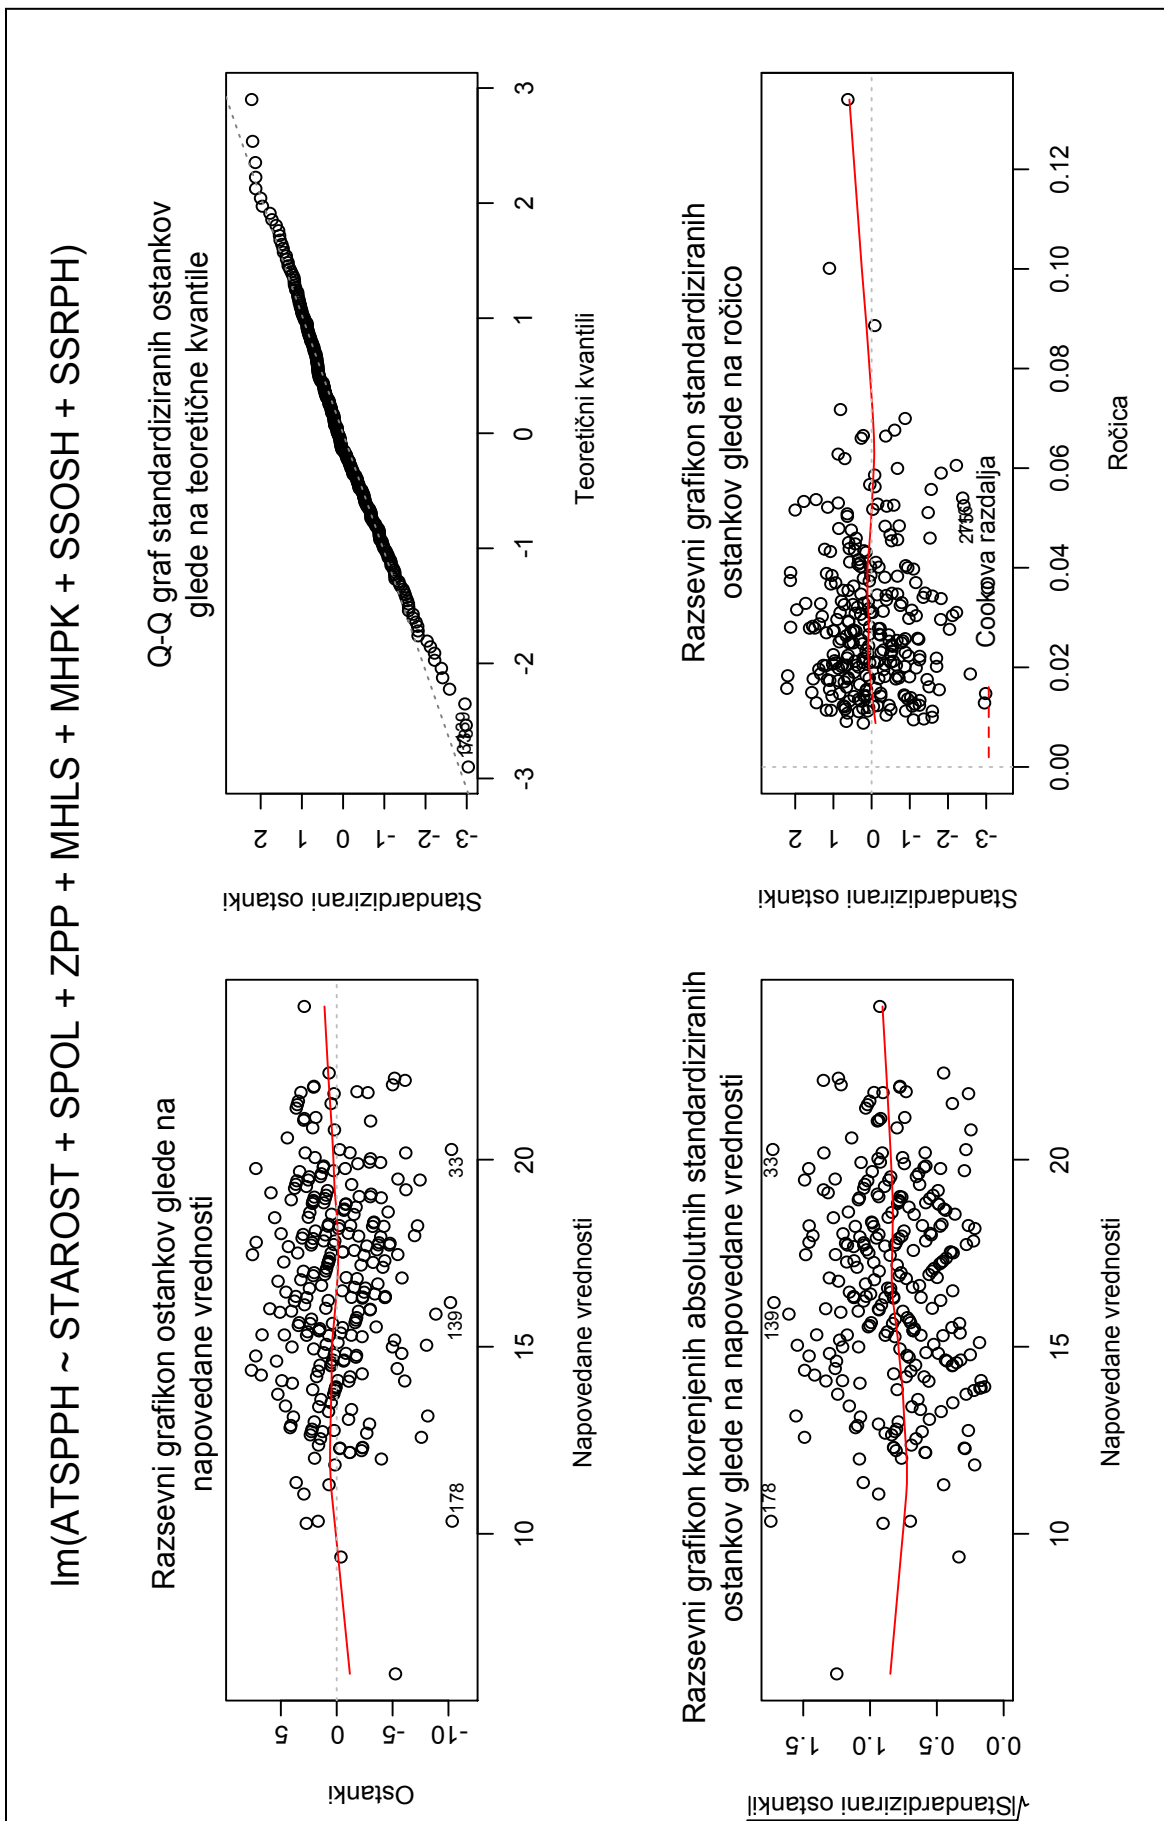 lm(ATSPPH ~ STAROST + SPOL + ZPP + MHLS + MHPK + SSOSH + SSRPH)
Razsevni grafikon ostankov glede na
napovedane vrednosti
Ostanki
5
0
-5
-10
10
15
20
Napovedane vrednosti
178
139
333
Q-Q graf standardiziranih ostankov
glede na teoretične kvantile
Standardizirani ostanki
2
1
0
-1
-2
-3
-3
-2
-1
0
1
2
3
Teoretični kvantili
Razsevni grafikon korenjenih absolutnih standardiziranih
ostankov glede na napovedane vrednosti
√|Standardizirani ostanki|
1.5
1.0
0.5
0.0
10
15
20
Napovedane vrednosti
178
139
333
Razsevni grafikon standardiziranih
ostankov glede na ročico
Standardizirani ostanki
2
1
0
-1
-2
-3
0.00
0.02
0.04
0.06
0.08
0.10
0.12
Ročica
Cookova razdalja